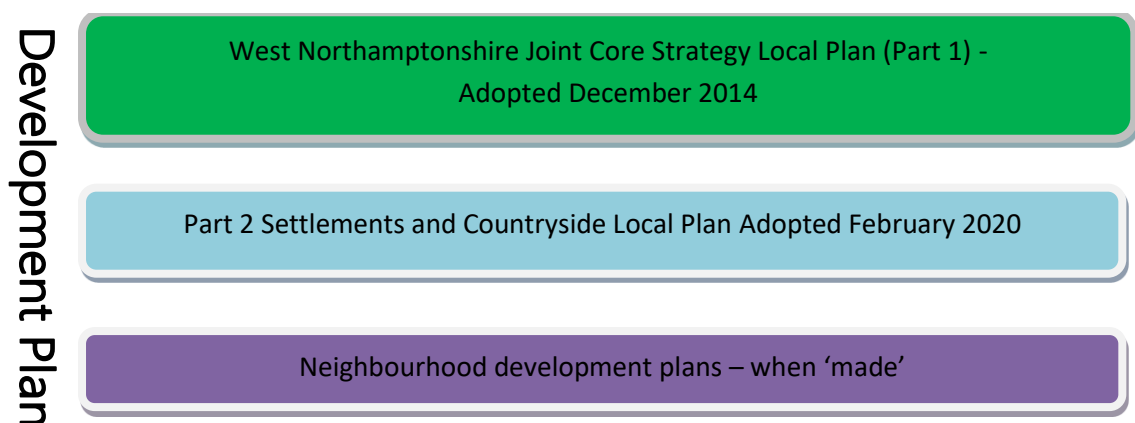 Development Plan
West Northamptonshire Joint Core Strategy Local Plan (Part 1) -
Adopted December 2014
Part 2 Settlements and Countryside Local Plan Adopted February 2020
Neighbourhood development plans – when ‘made’